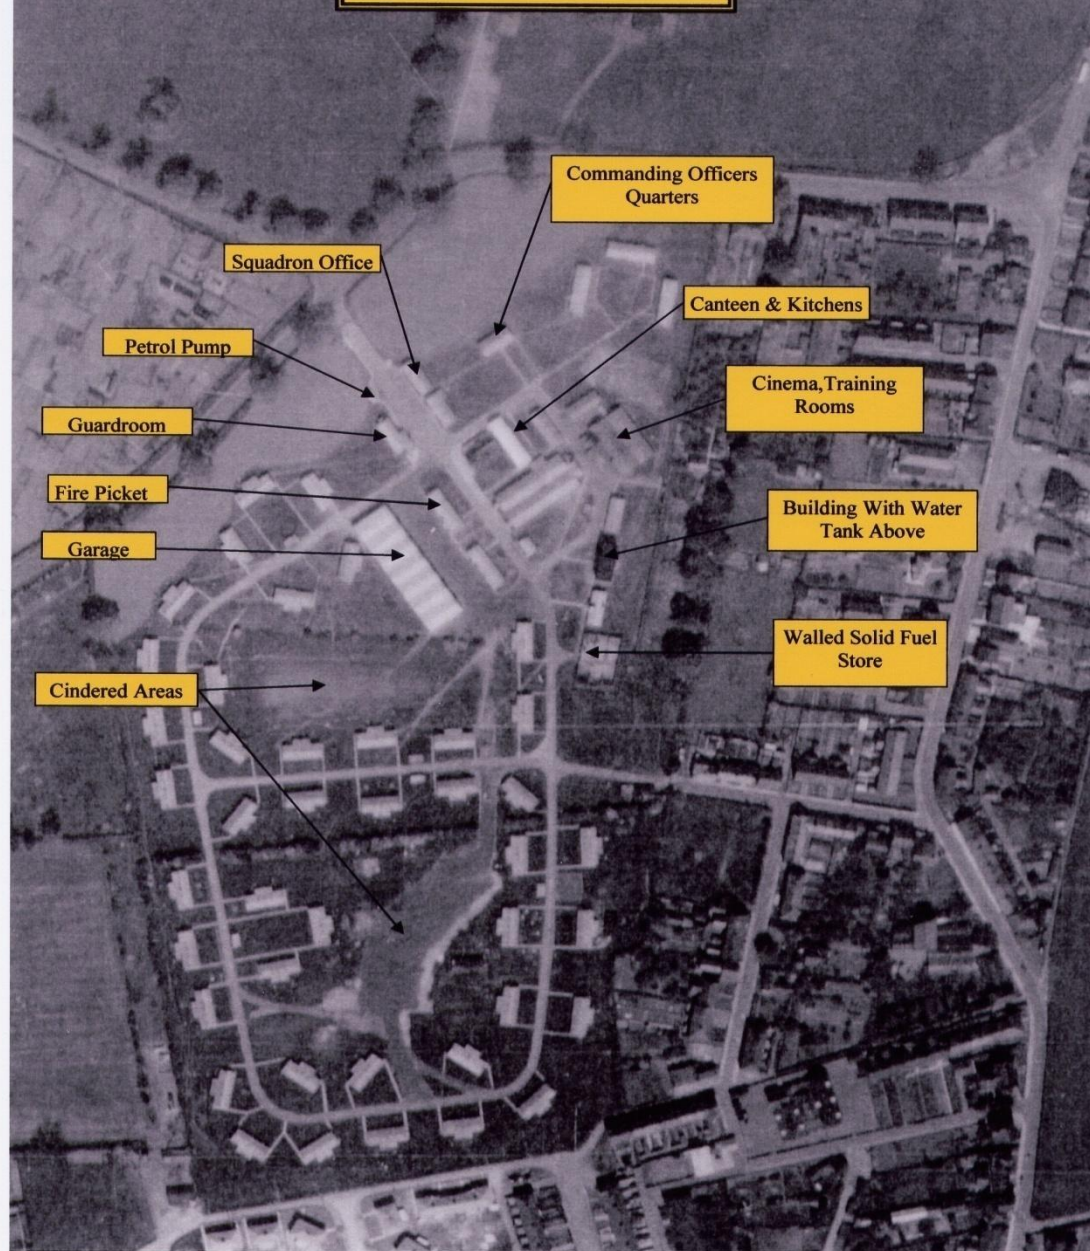 Commanding Officers
Quarters
Squadron Office
Canteen & Kitchens
Petrol Pump
Cinema,Training
Rooms
Guardroom
Fire Picket
Building With Water
Tank Above
Garage
Walled Solid Fuel
Store
Cindered Areas